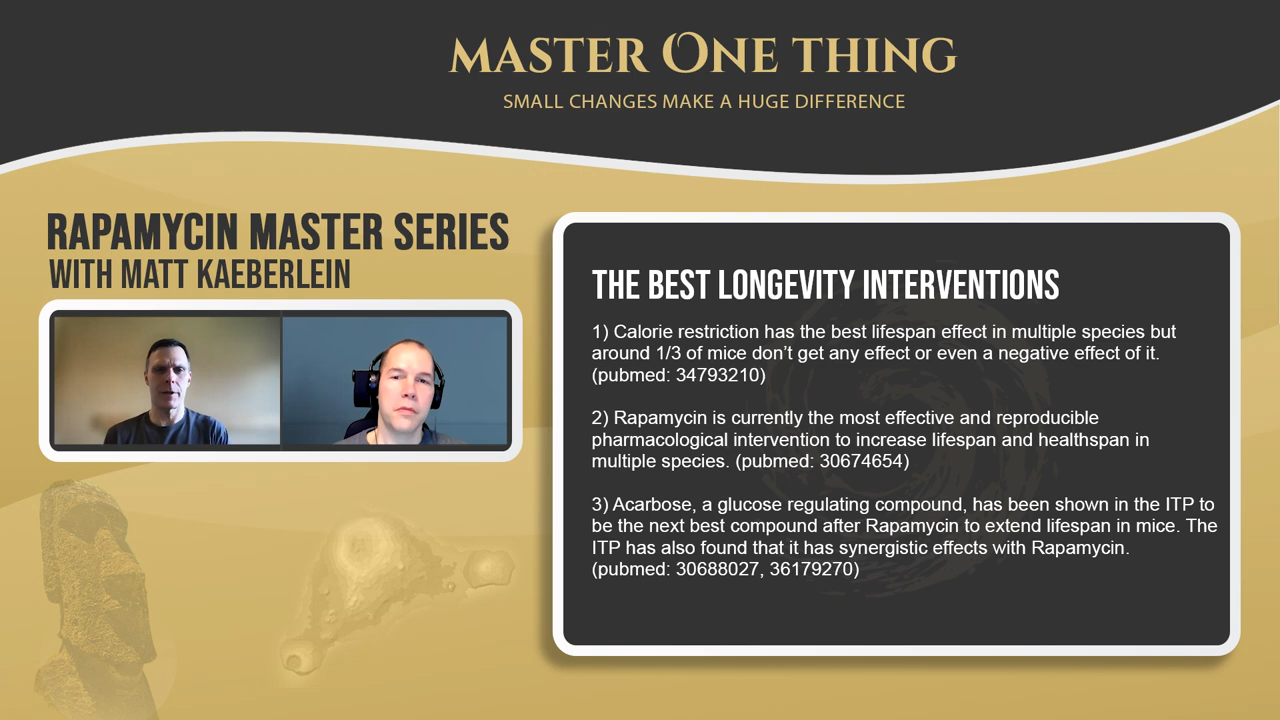 MASTER ONE THING
SMALL CHANGES MAKE A HUGE DIFFERENCE
RAPAMYCIN MASTER SERIES
WITH MATT KAEBERLEIN
THE BEST LONGEVITY INTERVENTIONS
1) Calorie restriction has the best lifespan effect in multiple species but
around 1/3 of mice don’t get any effect or even a negative effect of it.
(pubmed: 34793210)
2) Rapamycin is currently the most effective and reproducible
pharmacological intervention to increase lifespan and healthspan in
multiple species. (pubmed: 30674654)
3) Acarbose, a glucose regulating compound, has been shown in the ITP to
be the next best compound after Rapamycin to extend lifespan in mice. The
ITP has also found that it has synergistic effects with Rapamycin.
(pubmed: 30688027, 36179270)